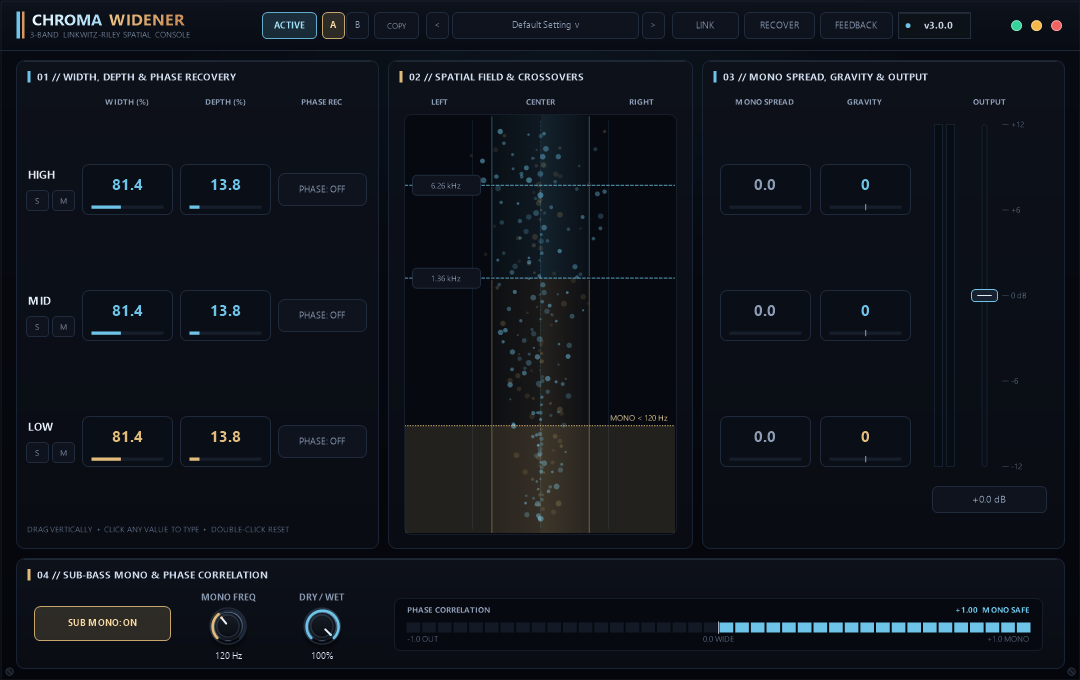 CHROMA WIDENER
3-BAND LINKWITZ-RILEY SPATIAL CONSOLE
ACTIVE A B COPY < Default Setting v > LINK RECOVER FEEDBACK v3.0.0
01 // WIDTH, DEPTH & PHASE RECOVERY
WIDTH (%) DEPTH (%) PHASE REC
HIGH
S M
81.4 13.8 PHASE: OFF
MID
S M
81.4 13.8 PHASE: OFF
LOW
S M
81.4 13.8 PHASE: OFF
DRAG VERTICALLY • CLICK ANY VALUE TO TYPE • DOUBLE-CLICK RESET
02 // SPATIAL FIELD & CROSSOVERS
LEFT CENTER RIGHT
6.26 kHz
1.36 kHz
MONO < 120 Hz
03 // MONO SPREAD, GRAVITY & OUTPUT
MONO SPREAD GRAVITY OUTPUT
0.0 0
0.0 0
0.0 0
+12
+6
0 dB
-6
-12
+0.0 dB
04 // SUB-BASS MONO & PHASE CORRELATION
SUB MONO: ON
MONO FREQ
120 Hz
DRY / WET
100%
PHASE CORRELATION +1.00 MONO SAFE
-1.0 OUT 0.0 WIDE +1.0 MONO